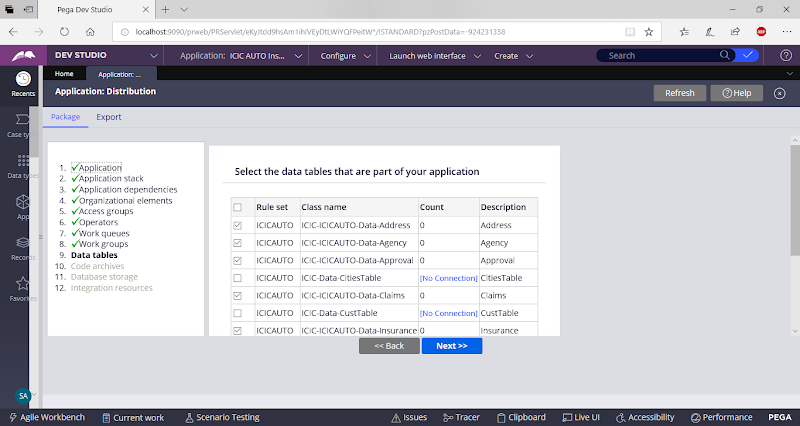 Pega Dev Studio
localhost:9090/prweb/PRServlet/eKyJtdd9hsAm1ihIVEyDtLWiYQFPeitW*/!STANDARD?pzPostData=-924231358
DEV STUDIO Application: ICIC AUTO Ins... Configure Launch web interface Create Search
Recents Home Application: ...
Application: Distribution Refresh Help
Package Export
Case ty
Data ty
App
Record
Favorit
1. Application
2. Application stack
3. Application dependencies
4. Organizational elements
5. Access groups
6. Operators
7. Work queues
8. Work groups
9. Data tables
10. Code archives
11. Database storage
12. Integration resources
Select the data tables that are part of your application
Rule set Class name Count Description
ICICAUTO ICIC-ICICAUTO-Data-Address 0 Address
ICICAUTO ICIC-ICICAUTO-Data-Agency 0 Agency
ICICAUTO ICIC-ICICAUTO-Data-Approval 0 Approval
ICICAUTO ICIC-Data-CitiesTable [No Connection] CitiesTable
ICICAUTO ICIC-ICICAUTO-Data-Claims 0 Claims
ICICAUTO ICIC-Data-CustTable [No Connection] CustTable
ICICAUTO ICIC-ICICAUTO-Data-Insurance 0 Insurance
<< Back Next >>
SA
Agile Workbench Current work Scenario Testing Issues Tracer Clipboard Live UI Accessibility Performance PEGA